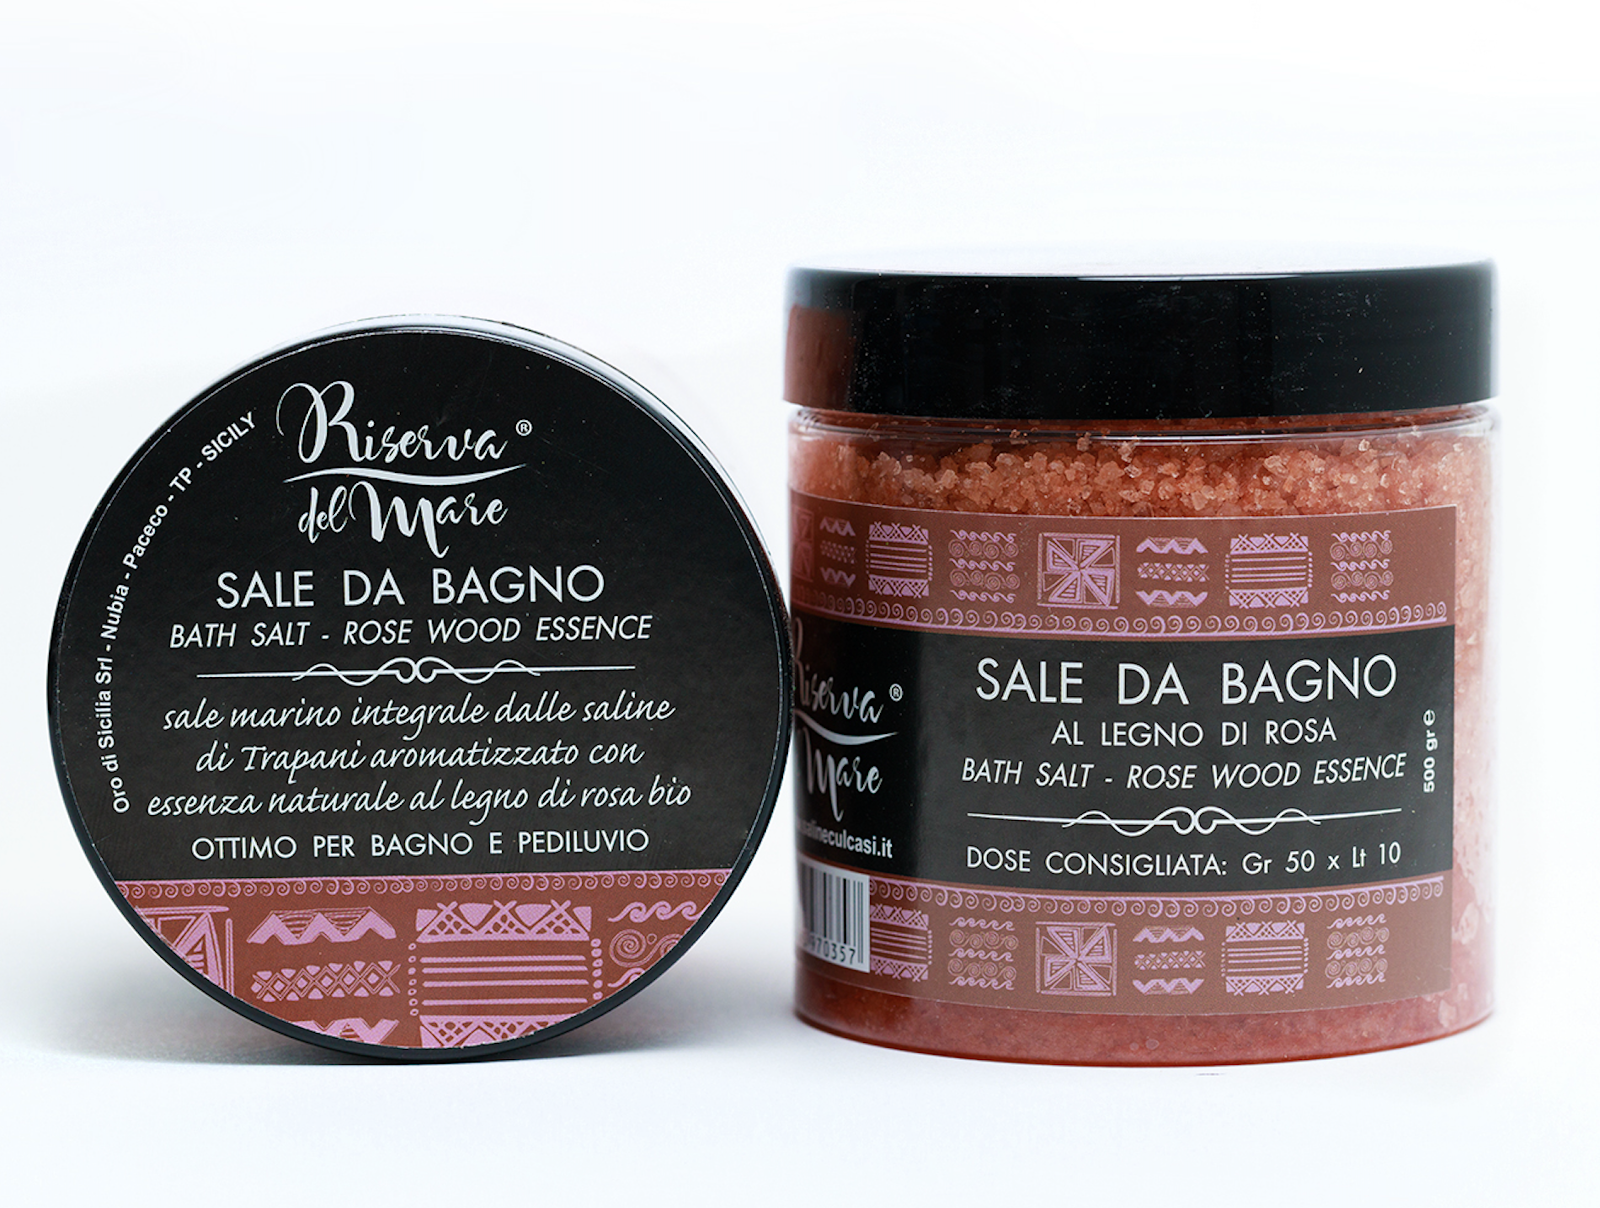 Riserva ®
del Mare
SALE DA BAGNO
BATH SALT - ROSE WOOD ESSENCE
sale marino integrale dalle saline
di Trapani aromatizzato con
essenza naturale al legno di rosa bio
OTTIMO PER BAGNO E PEDILUVIO
Oro di Sicilia Srl - Nubia - Paceco - TP - SICILY
Riserva ®
Mare
SALE DA BAGNO
AL LEGNO DI ROSA
BATH SALT - ROSE WOOD ESSENCE
DOSE CONSIGLIATA: Gr 50 x Lt 10
500 gr e